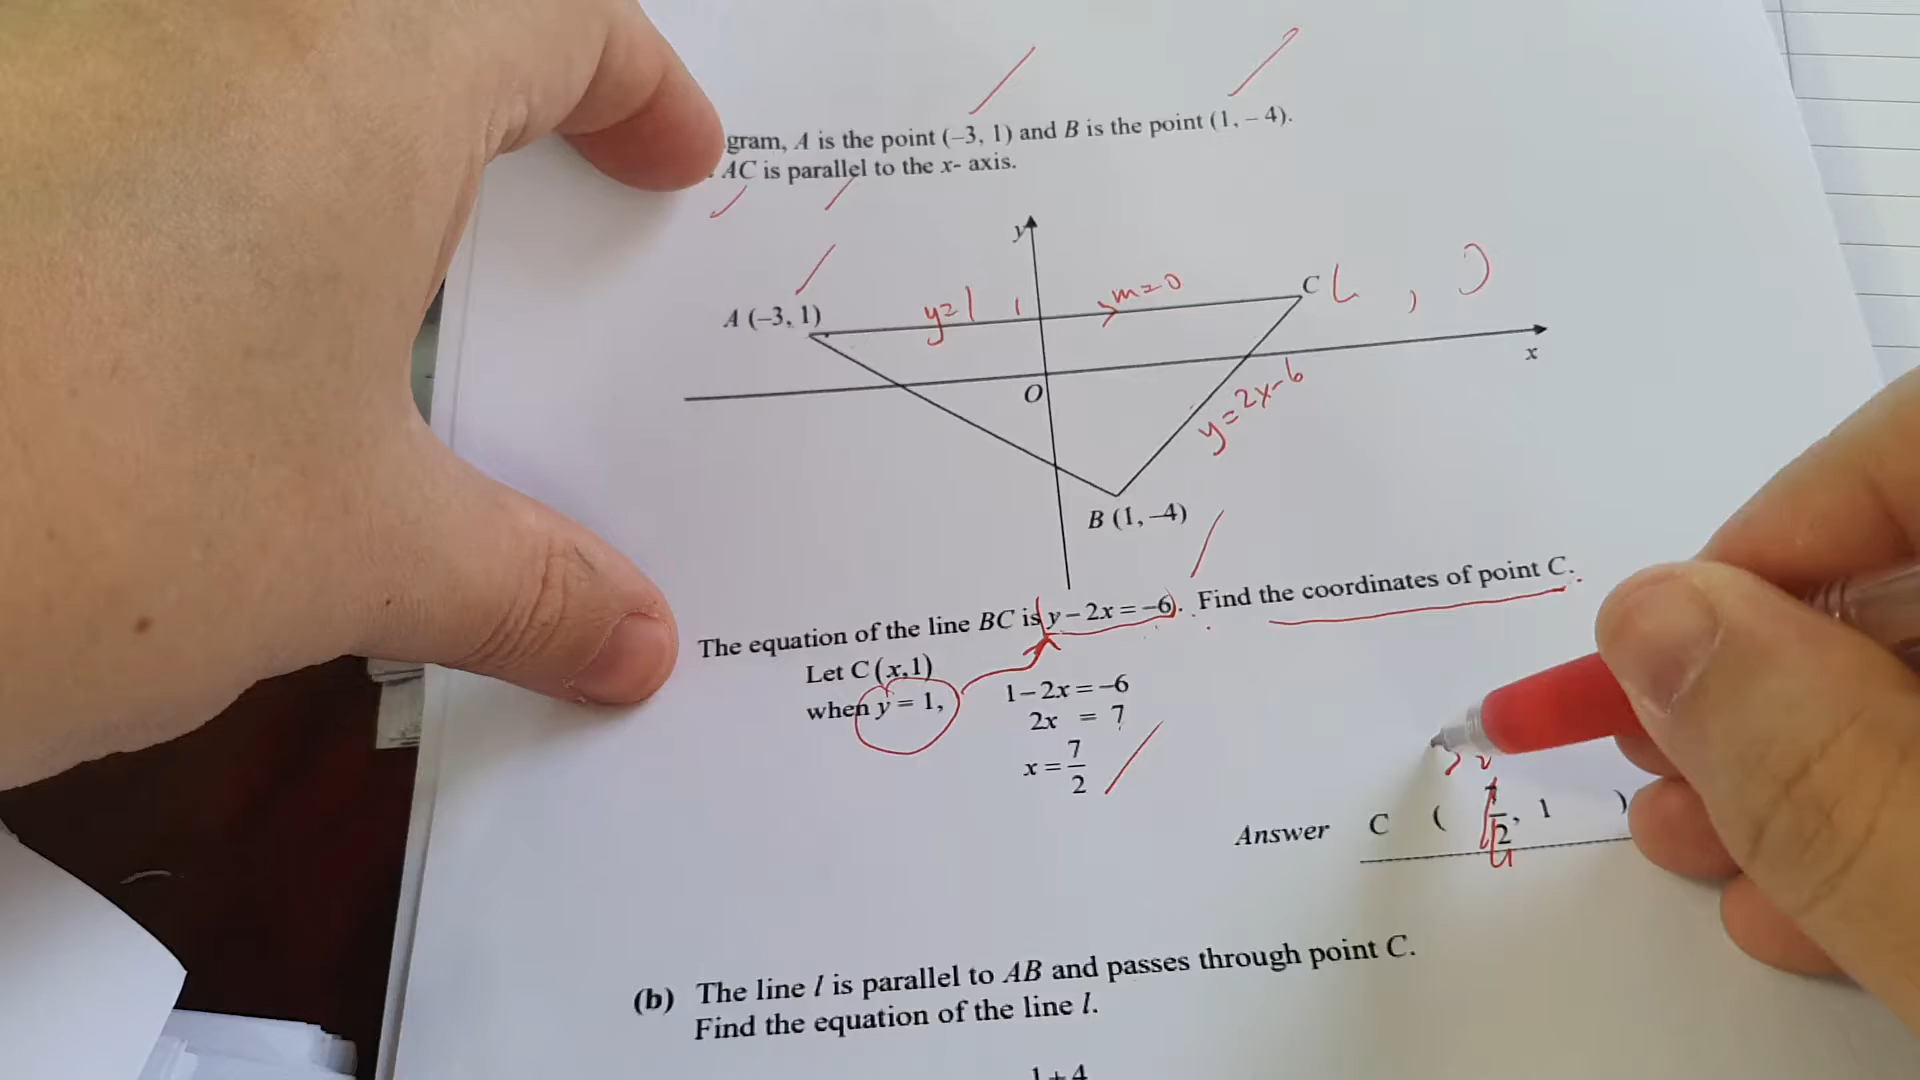 gram, A is the point (–3, 1) and B is the point (1, – 4).
AC is parallel to the x- axis.
y
A (–3, 1)
y=1
m=0
C ( , )
x
O
y=2x-6
B (1, –4)
The equation of the line BC is y – 2x = –6. Find the coordinates of point C.
Let C (x,1)
when y = 1,
1 – 2x = –6
2x = 7
x = 7/2
Answer C ( 7/2, 1 )
(b) The line l is parallel to AB and passes through point C.
Find the equation of the line l.
1 + 4